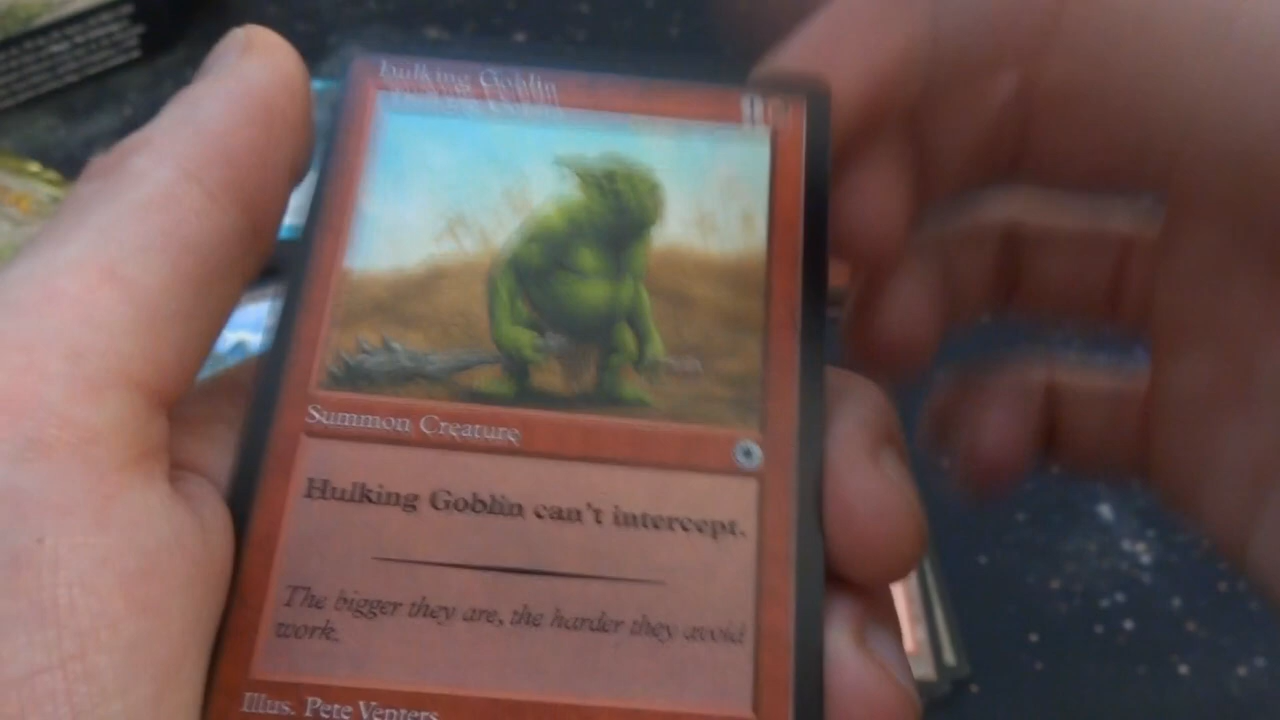 Hulking Goblin
1
Summon Creature
Hulking Goblin can't intercept.
The bigger they are, the harder they avoid
work.
Illus. Pete Venters